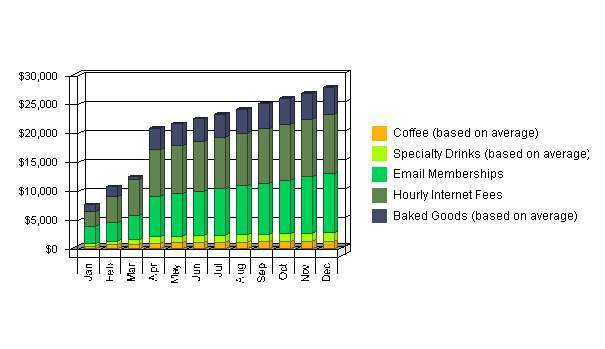 $30,000
$25,000
$20,000
$15,000
$10,000
$5,000
$0
Jan
Feb
Mar
Apr
May
Jun
Jul
Aug
Sep
Oct
Nov
Dec
Coffee (based on average)
Specialty Drinks (based on average)
Email Memberships
Hourly Internet Fees
Baked Goods (based on average)